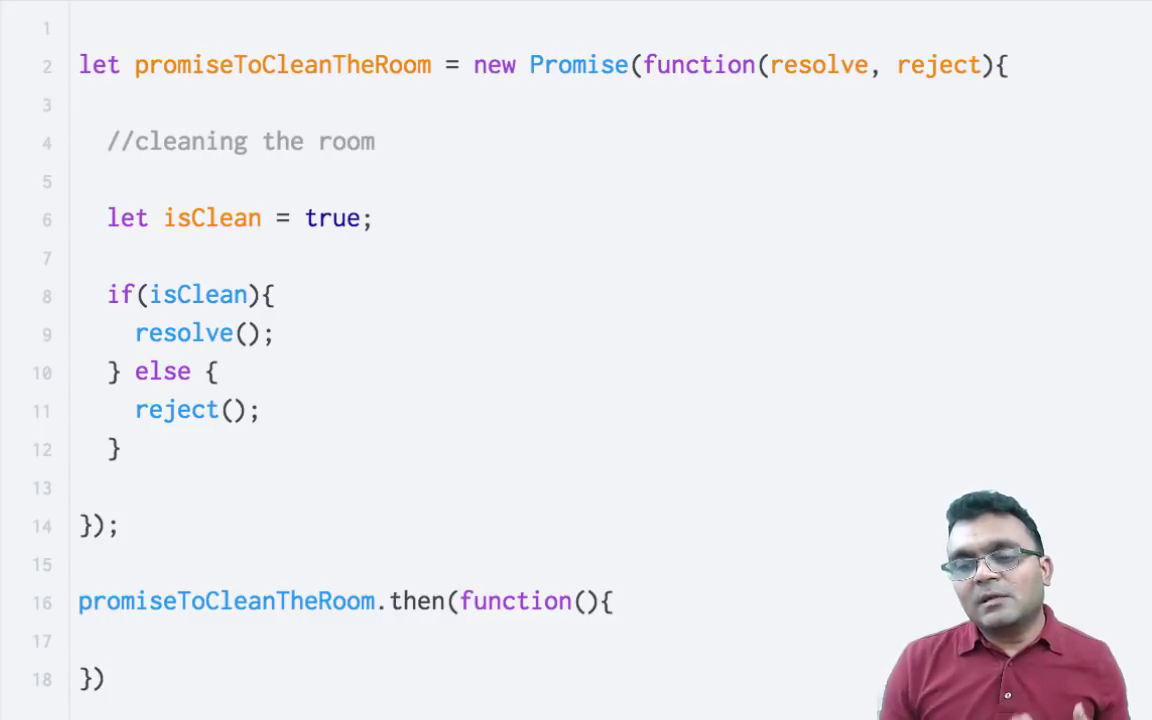 1
2 let promiseToCleanTheRoom = new Promise(function(resolve, reject){
3
4 //cleaning the room
5
6 let isClean = true;
7
8 if(isClean){
9 resolve();
10 } else {
11 reject();
12 }
13
14 });
15
16 promiseToCleanTheRoom.then(function(){
17
18 })